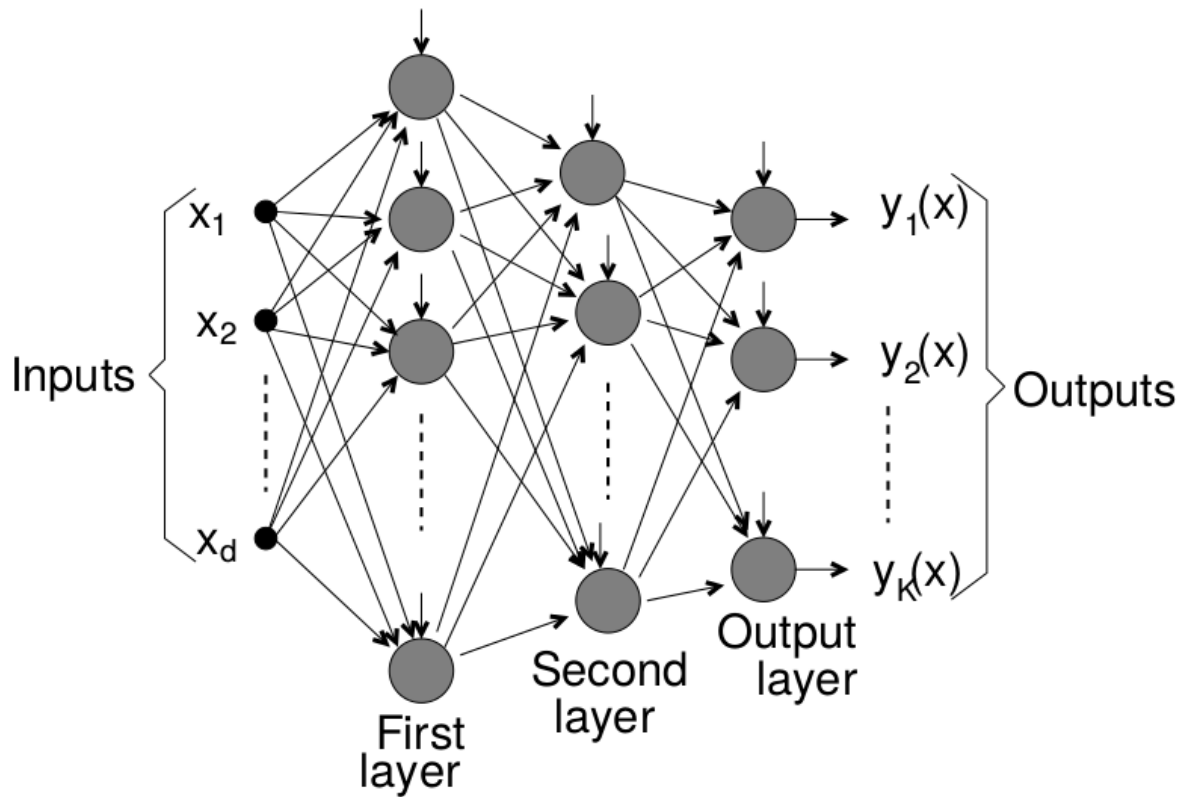 Inputs
x1
x2
xd
First
layer
Second
layer
Output
layer
y1(x)
y2(x)
yK(x)
Outputs